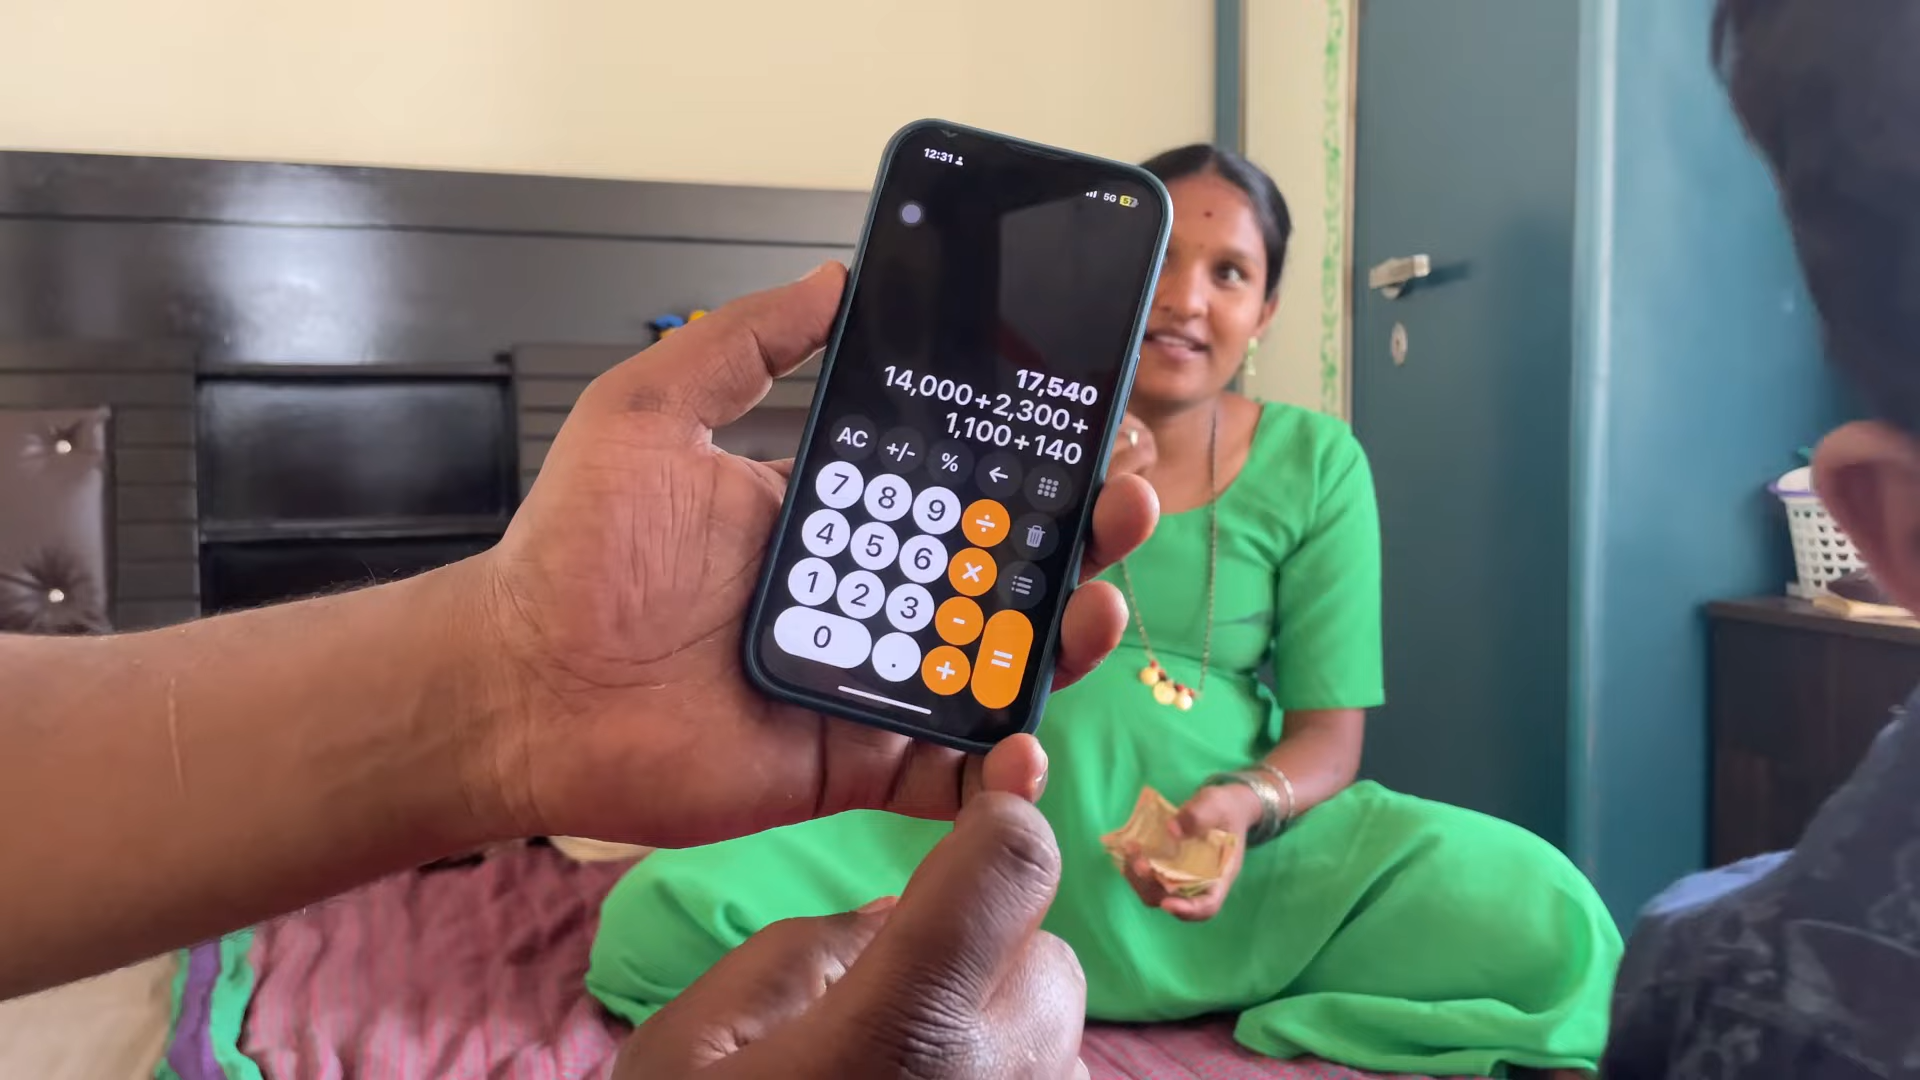 12:31
5G 57
17,540
14,000+2,300+
1,100+140
AC +/- % ←
7 8 9 ÷
4 5 6 ×
1 2 3 -
0 . + =